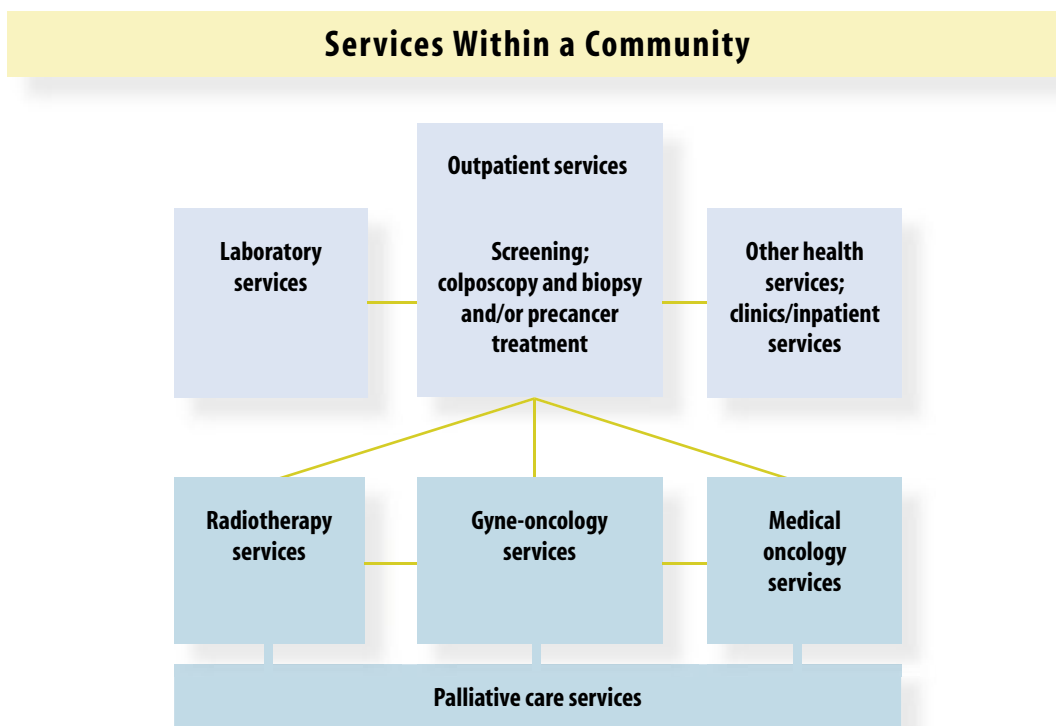 Services Within a Community
Outpatient services
Laboratory
services
Screening;
colposcopy and biopsy
and/or precancer
treatment
Other health
services;
clinics/inpatient
services
Radiotherapy
services
Gyne-oncology
services
Medical
oncology
services
Palliative care services